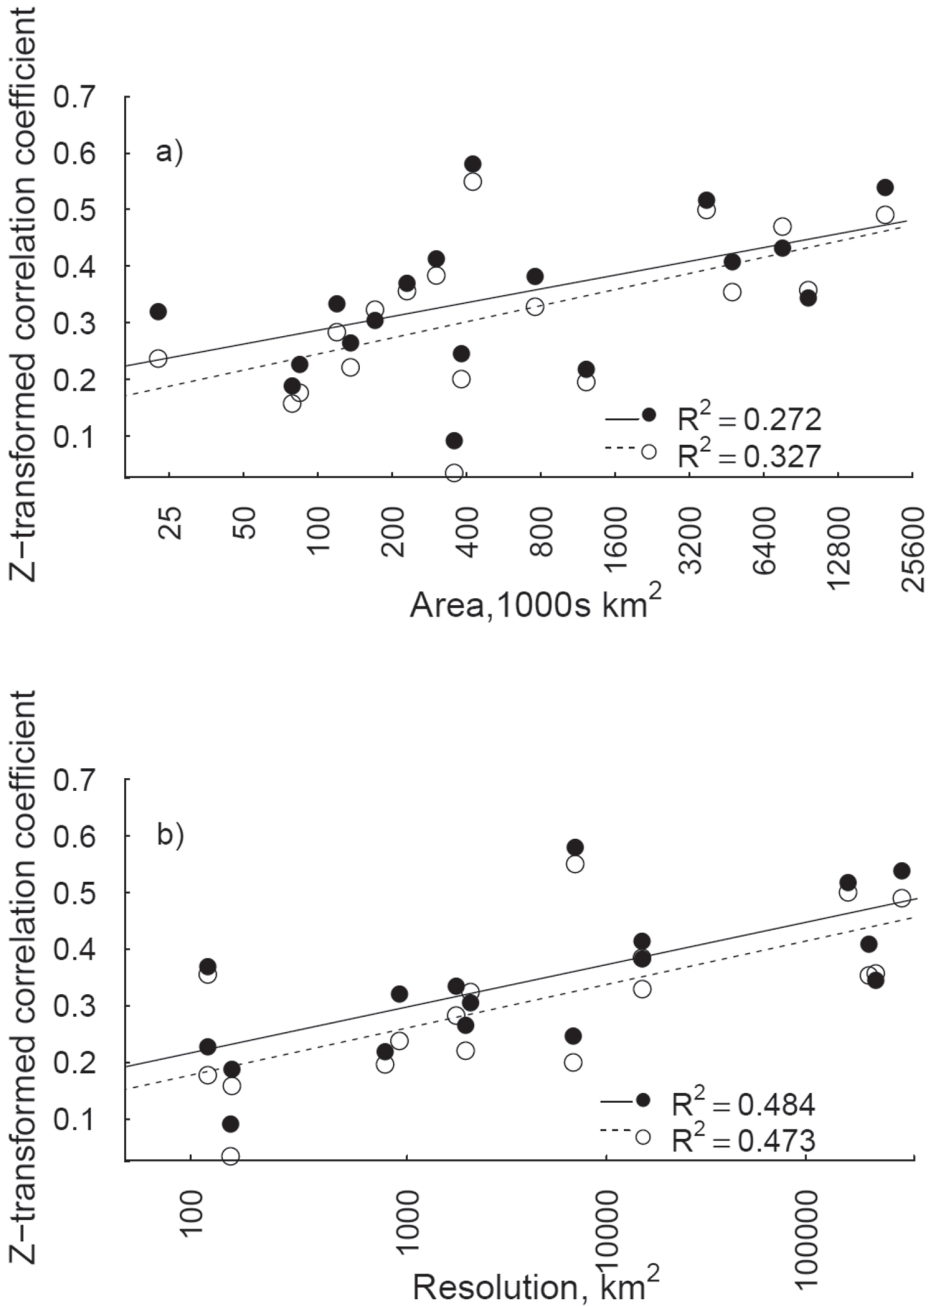 Z−transformed correlation coefficient
0.7
0.6
0.5
0.4
0.3
0.2
0.1
a)
R² = 0.272
R² = 0.327
25 50 100 200 400 800 1600 3200 6400 12800 25600
Area,1000s km²
Z−transformed correlation coefficient
0.7
0.6
0.5
0.4
0.3
0.2
0.1
b)
R² = 0.484
R² = 0.473
100 1000 10000 100000
Resolution, km²